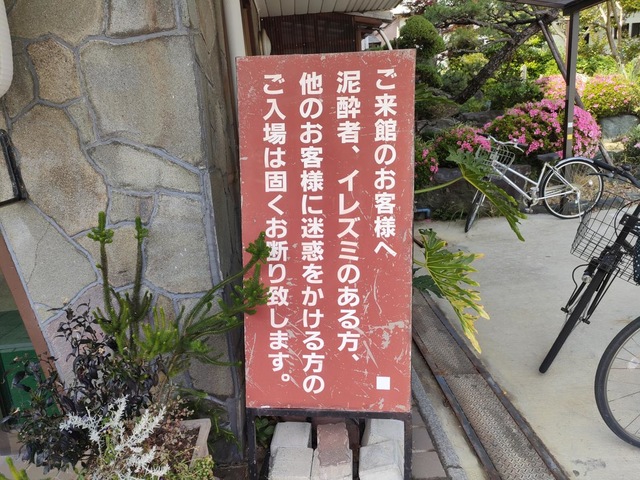 ご来館のお客様へ
泥酔者、イレズミのある方、
他のお客様に迷惑をかける方の
ご入場は固くお断り致します。